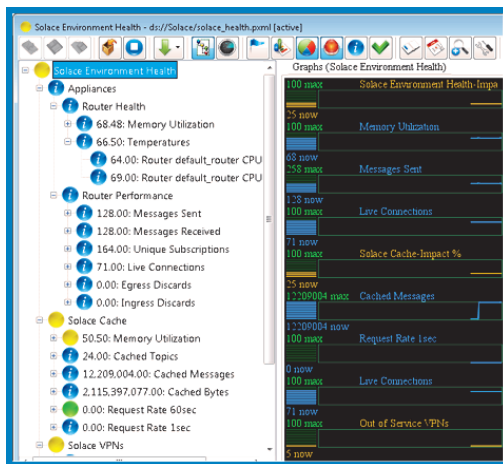 Solace Environment Health - ds://Solace/solace_health.pxml [active]
Solace Environment Health
Appliances
Router Health
68.48: Memory Utilization
66.50: Temperatures
64.00: Router default_router CPU
69.00: Router default_router CPU
Router Performance
128.00: Messages Sent
128.00: Messages Received
164.00: Unique Subscriptions
71.00: Live Connections
0.00: Egress Discards
0.00: Ingress Discards
Solace Cache
50.50: Memory Utilization
24.00: Cached Topics
12,209,004.00: Cached Messages
2,115,397,077.00: Cached Bytes
0.00: Request Rate 60sec
0.00: Request Rate 1sec
Solace VPNs
Graphs (Solace Environment Health)
100 max Solace Environment Health-Impa
25 now
100 max Memory Utilization
68 now
258 max Messages Sent
128 now
100 max Live Connections
71 now
100 max Solace Cache-Impact %
25 now
12209004 max Cached Messages
12209004 now
100 max Request Rate 1sec
0 now
100 max Live Connections
71 now
100 max Out of Service VPNs
5 now